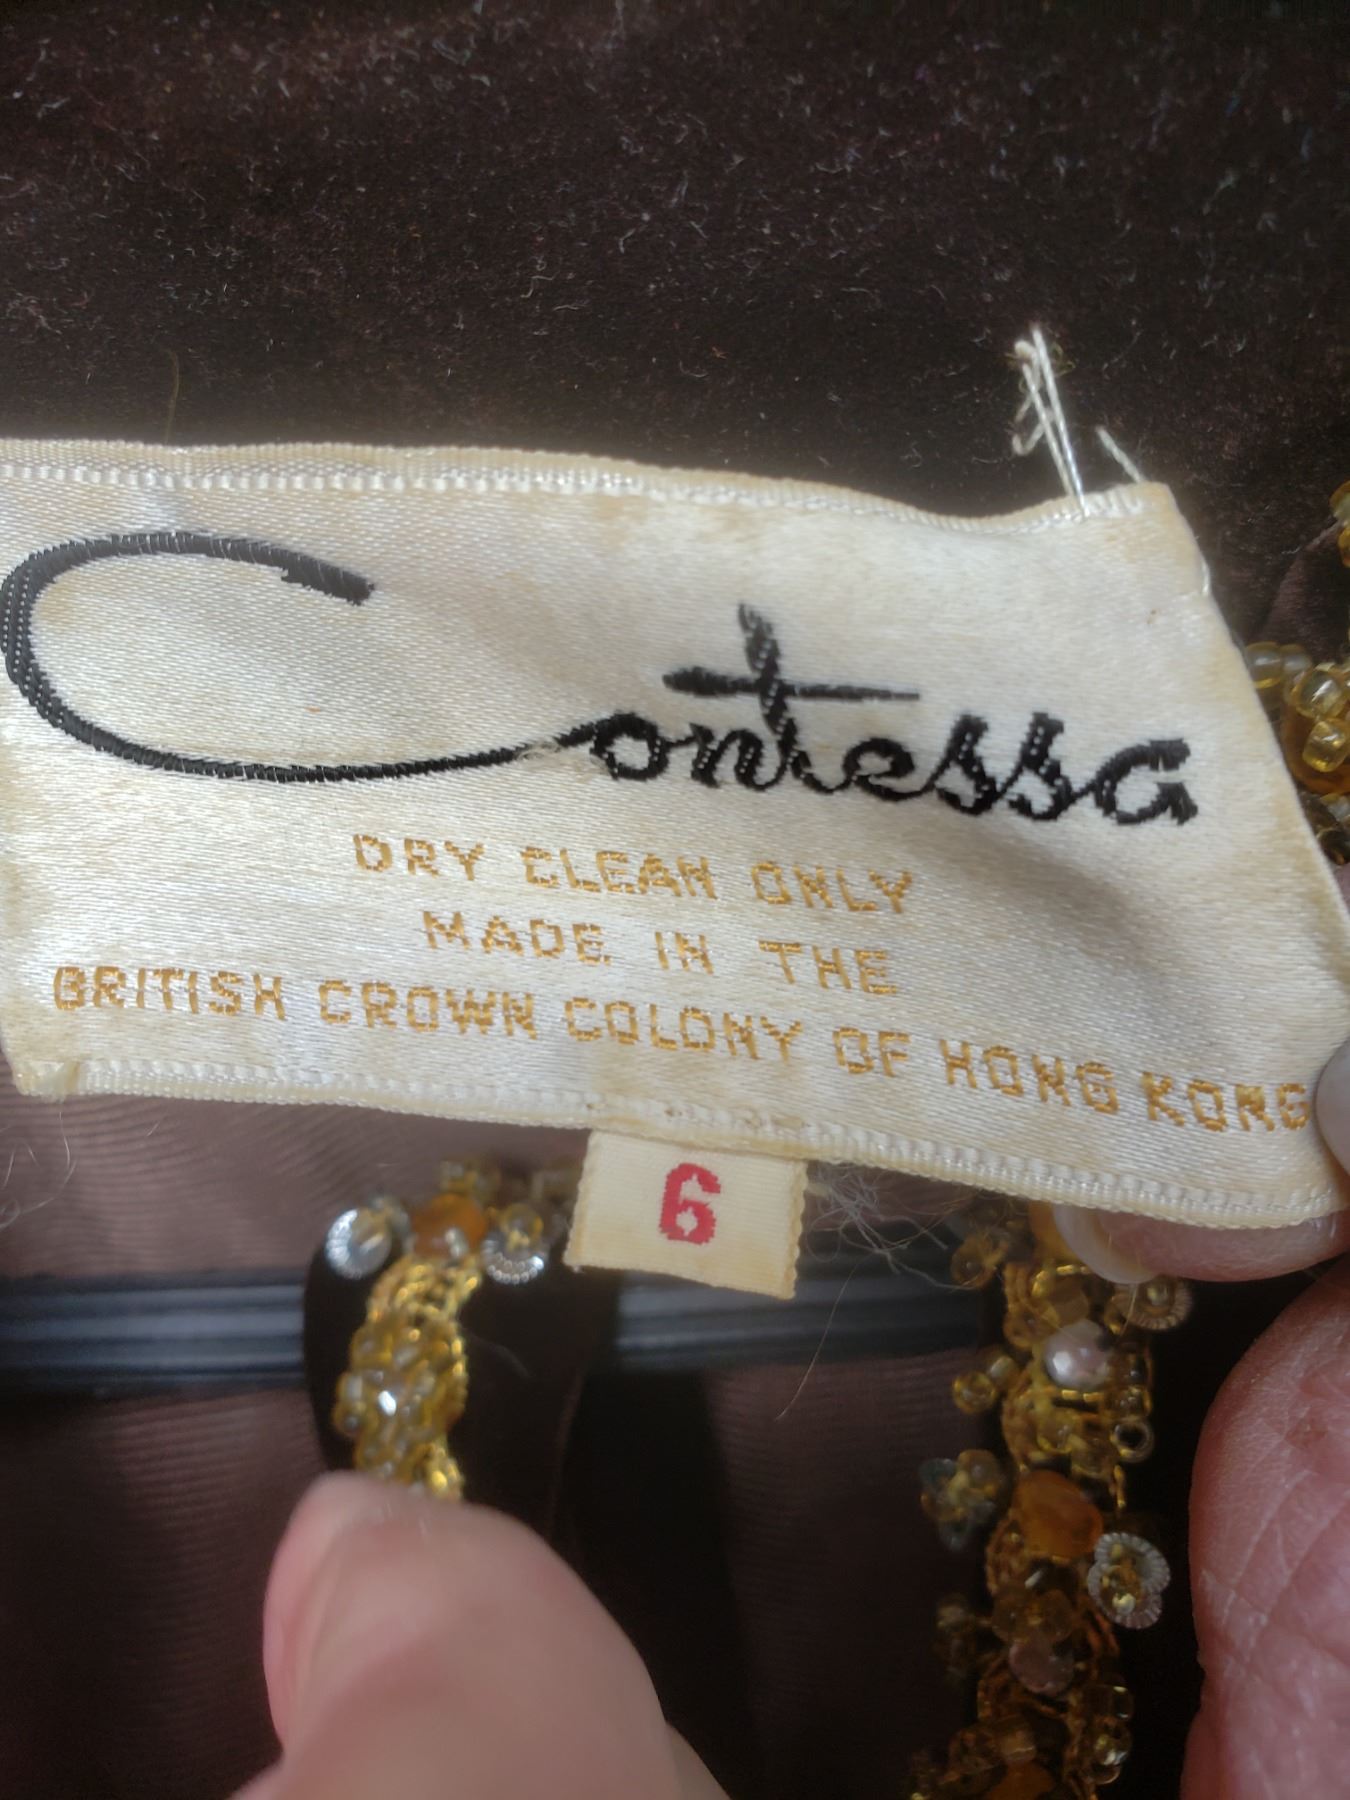 Contessa
DRY CLEAN ONLY
MADE IN THE
BRITISH CROWN COLONY OF HONG KONG
6